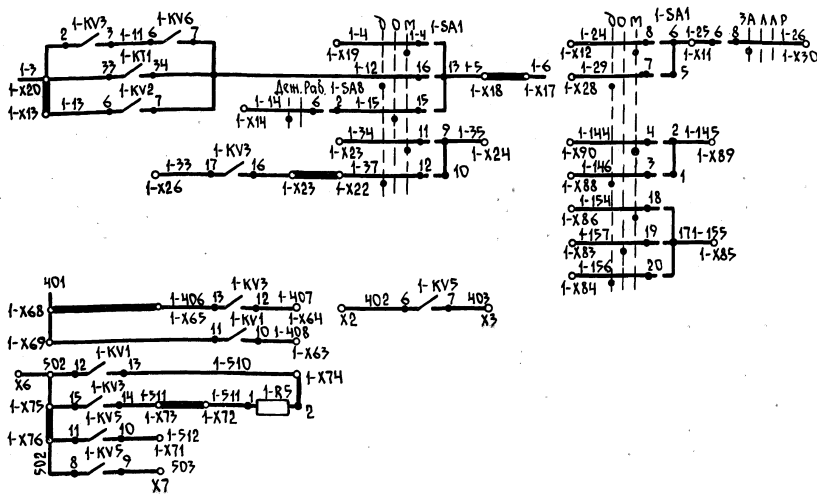 1-KV3 1-KV6
2 3 1-11 6 7
1-3 33 1-KT1 34
1-X20 1-KV2
1-X13 1-13 6 7
Д О М 1-SA1
1-4 1-4
1-X19
1-12 16 13 1-5 1-6
1-X18 1-X17
Деж. Раб. 1-SA8
1-14 6 2 1-15 15
1-X14
1-34 11 9 1-35
1-X23 1-X24
1-33 17 1-KV3 16 1-37 12 10
1-X26 1-X23 1-X22
Д О М 1-SA1
1-24 8 6 1-25 6 8 З А Л Л Р 1-26
1-X12 1-X11 1-X30
1-29 7 5
1-X28
1-144 4 2 1-145
1-X90 1-X89
1-146 3 1
1-X88
1-154 18
1-X86
1-157 19 17 1-155
1-X83 1-X85
1-156 20
1-X84
401
1-X68 1-406 13 1-KV3 12 1-407
1-X65 1-X64
1-X69 11 1-KV1 10 1-408
1-X63
402 6 1-KV5 7 403
X2 X3
502 12 1-KV1 13 1-510 1-X74
X6
1-X75 15 1-KV3 14 1-511 1-511 1 1-R5 2
1-X73 1-X72
1-X76 11 1-KV5 10 1-512
1-X71
502 8 1-KV5 9 503
X7